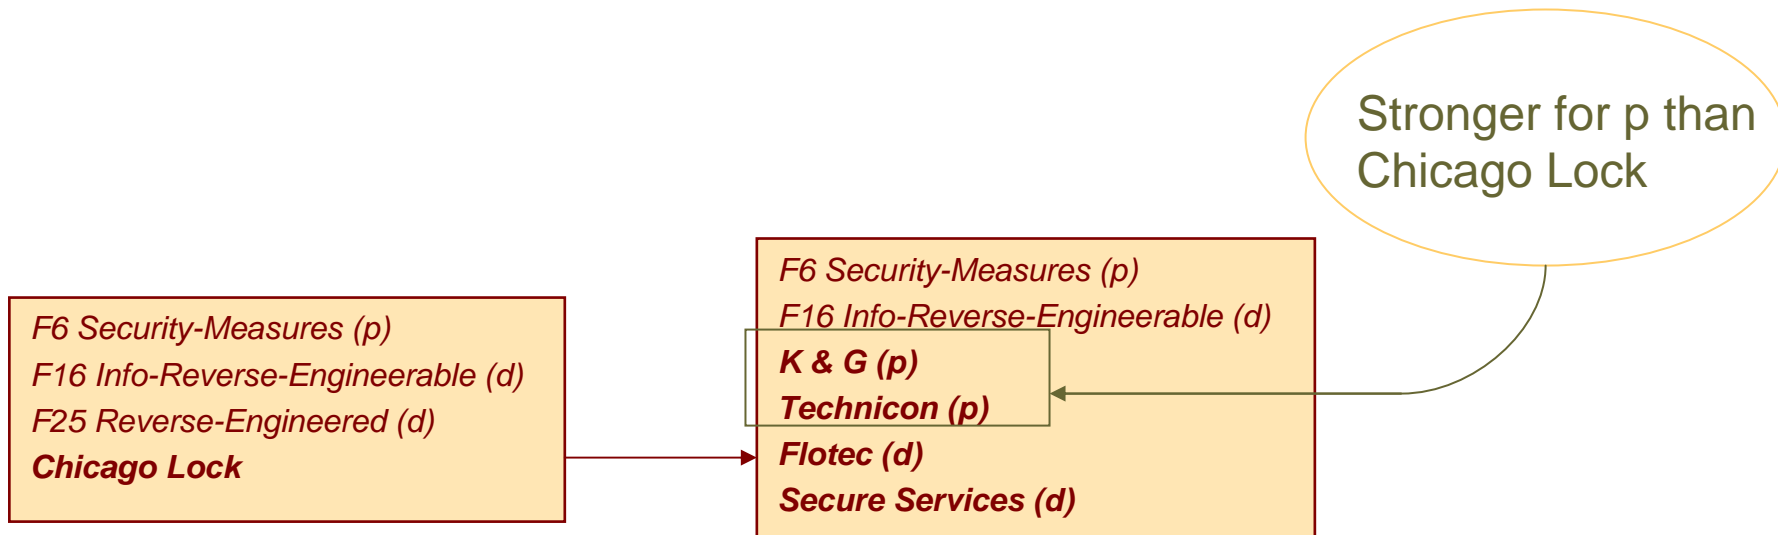 Stronger for p than
Chicago Lock
F6 Security-Measures (p)
F16 Info-Reverse-Engineerable (d)
F25 Reverse-Engineered (d)
Chicago Lock
F6 Security-Measures (p)
F16 Info-Reverse-Engineerable (d)
K & G (p)
Technicon (p)
Flotec (d)
Secure Services (d)